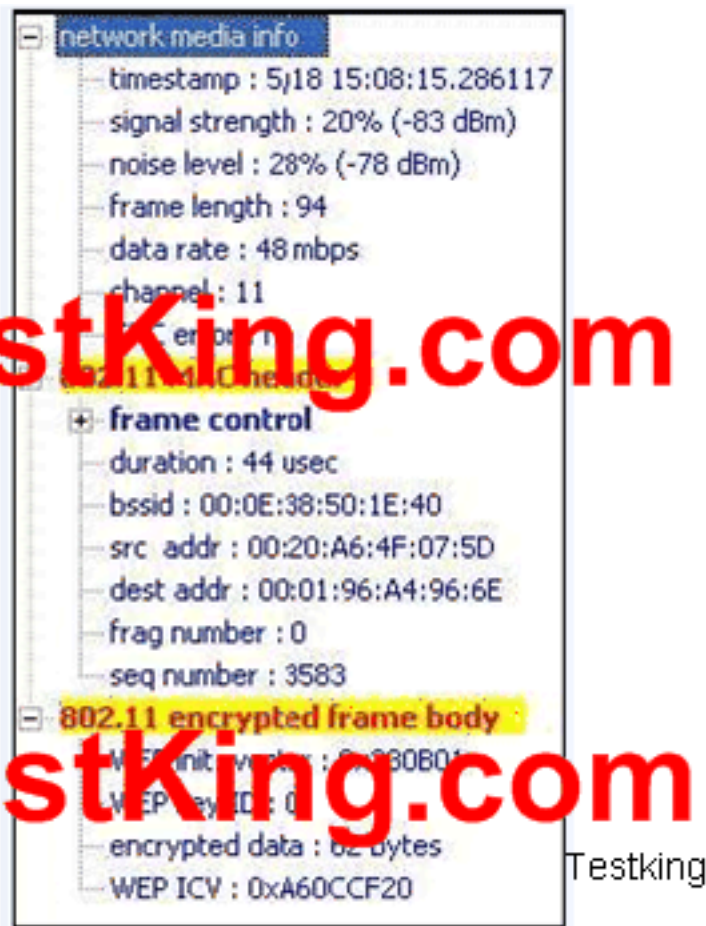 network media info
timestamp : 5/18 15:08:15.286117
signal strength : 20% (-83 dBm)
noise level : 28% (-78 dBm)
frame length : 94
data rate : 48 mbps
channel : 11
stKing.com
frame control
duration : 44 usec
bssid : 00:0E:38:50:1E:40
src addr : 00:20:A6:4F:07:5D
dest addr : 00:01:96:A4:96:6E
frag number : 0
seq number : 3583
802.11 encrypted frame body
stKing.com
encrypted data : 62 bytes
WEP ICV : 0xA60CCF20
Testking